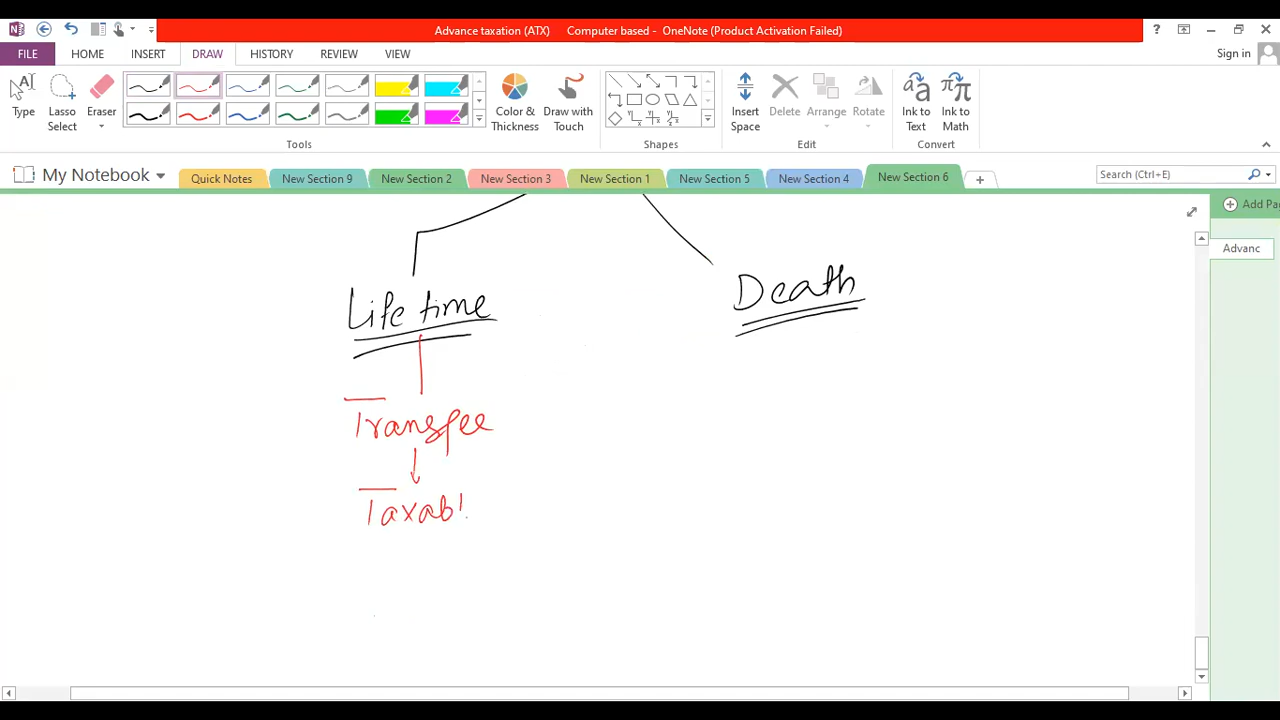 Advance taxation (ATX) Computer based - OneNote (Product Activation Failed)
?
FILE HOME INSERT DRAW HISTORY REVIEW VIEW
Sign in
Type
Lasso Select
Eraser
Color & Thickness
Draw with Touch
Insert Space
Delete
Arrange
Rotate
Ink to Text
Ink to Math
Tools
Shapes
Edit
Convert
My Notebook
Quick Notes
New Section 9
New Section 2
New Section 3
New Section 1
New Section 5
New Section 4
New Section 6
Search (Ctrl+E)
Add Pa
Advanc
Life time
Death
Transfee
Taxabl